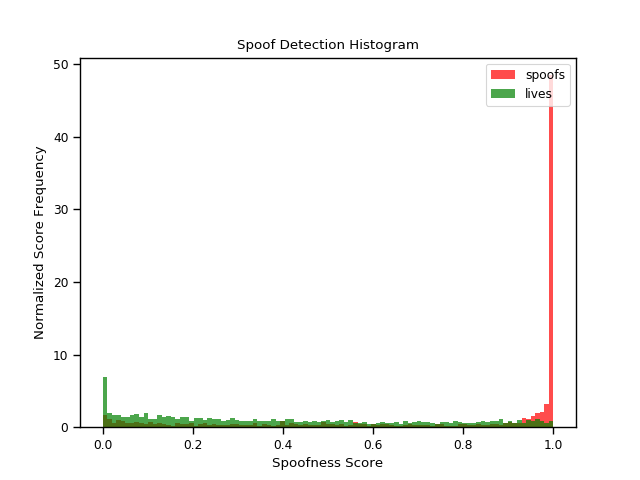 Spoof Detection Histogram
50
40
30
20
10
0
Normalized Score Frequency
spoofs
lives
0.0 0.2 0.4 0.6 0.8 1.0
Spoofness Score